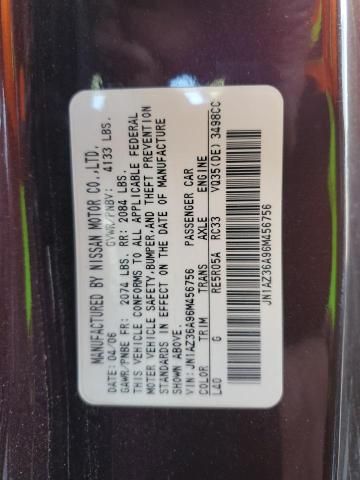 MANUFACTURED BY NISSAN MOTOR CO.,LTD.
DATE: 04/06 GVWR/PNBV: 4133 LBS.
GAWR/PNBE FR: 2074 LBS. RR: 2084 LBS.
THIS VEHICLE CONFORMS TO ALL APPLICABLE FEDERAL
MOTOR VEHICLE SAFETY,BUMPER,AND THEFT PREVENTION
STANDARDS IN EFFECT ON THE DATE OF MANUFACTURE
SHOWN ABOVE.
VIN: JN1AZ36A96M456756 PASSENGER CAR
COLOR TRIM TRANS AXLE ENGINE
L40 G RE5R05A RC33 VQ35(DE) 3498CC
JN1AZ36A96M456756